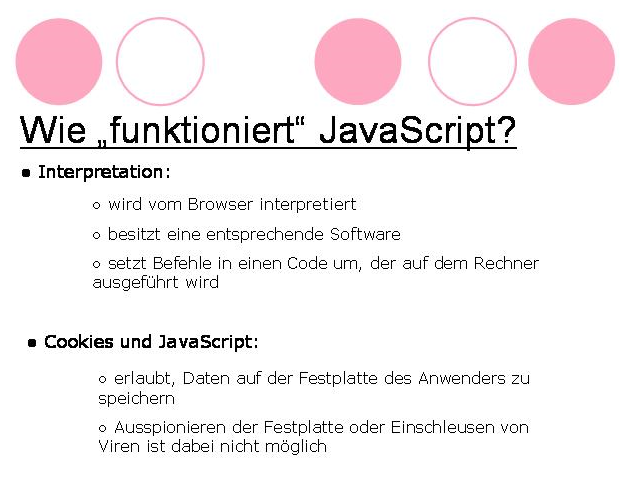 Wie „funktioniert“ JavaScript?
● Interpretation:
○ wird vom Browser interpretiert
○ besitzt eine entsprechende Software
○ setzt Befehle in einen Code um, der auf dem Rechner
ausgeführt wird
● Cookies und JavaScript:
○ erlaubt, Daten auf der Festplatte des Anwenders zu
speichern
○ Ausspionieren der Festplatte oder Einschleusen von
Viren ist dabei nicht möglich